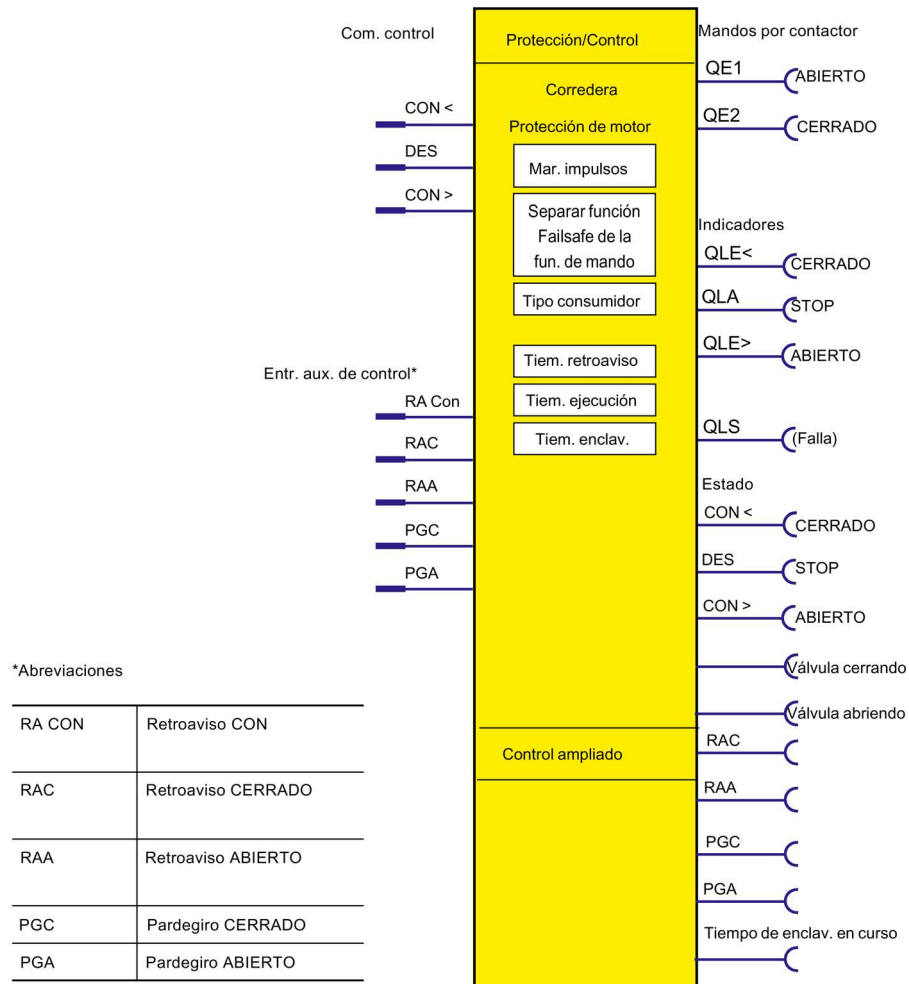 Com. control
CON <
DES
CON >
Entr. aux. de control*
RA Con
RAC
RAA
PGC
PGA
Protección/Control
Corredera
Protección de motor
Mar. impulsos
Separar función
Failsafe de la
fun. de mando
Tipo consumidor
Tiem. retroaviso
Tiem. ejecución
Tiem. enclav.
Control ampliado
Mandos por contactor
QE1 ABIERTO
QE2 CERRADO
Indicadores
QLE< CERRADO
QLA STOP
QLE> ABIERTO
QLS (Falla)
Estado
CON < CERRADO
DES STOP
CON > ABIERTO
Válvula cerrando
Válvula abriendo
RAC
RAA
PGC
PGA
Tiempo de enclav. en curso
*Abreviaciones
RA CON Retroaviso CON
RAC Retroaviso CERRADO
RAA Retroaviso ABIERTO
PGC Pardegiro CERRADO
PGA Pardegiro ABIERTO